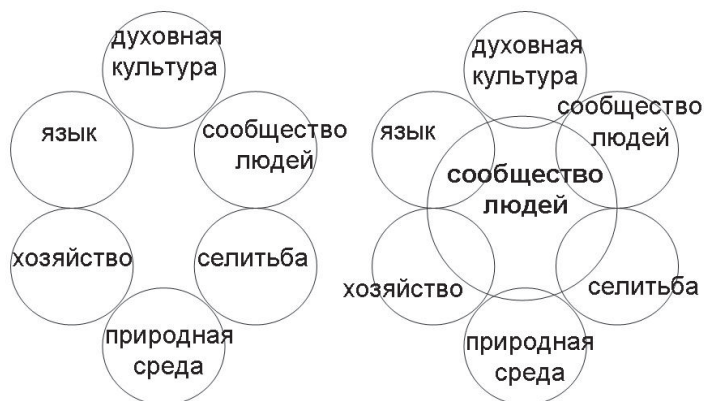 духовная
культура
язык
сообщество
людей
хозяйство
селитьба
природная
среда
духовная
культура
сообщество
людей
язык
сообщество
людей
хозяйство
селитьба
природная
среда